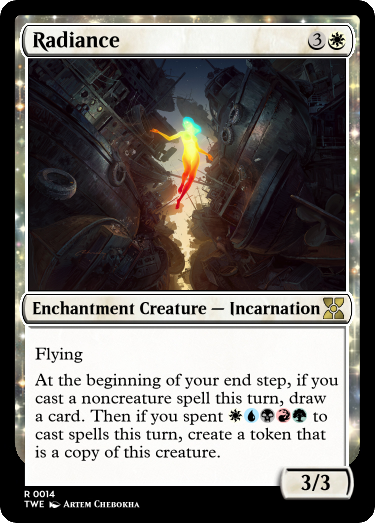 Radiance 3
Enchantment Creature — Incarnation
Flying
At the beginning of your end step, if you
cast a noncreature spell this turn, draw
a card. Then if you spent to
cast spells this turn, create a token that
is a copy of this creature.
3/3
R 0014
TWE Artem Chebokha